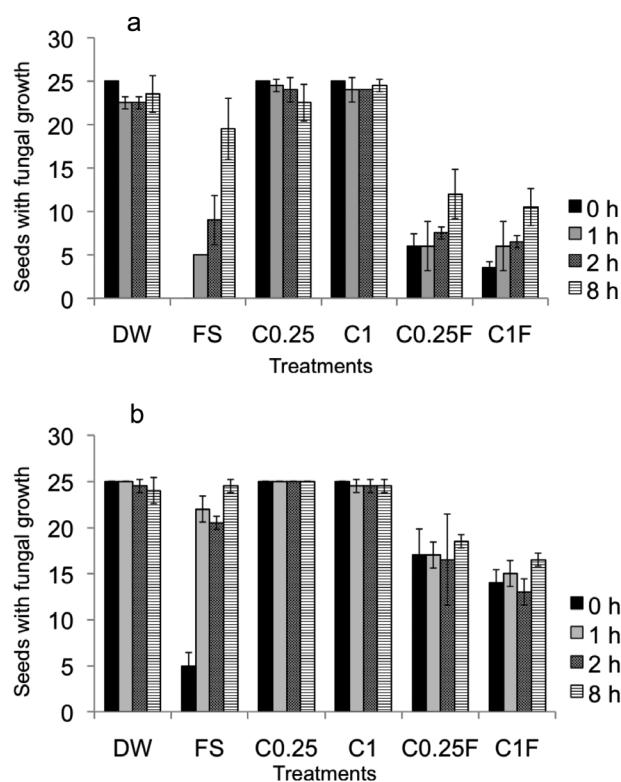 a
30
25
20
15
10
5
0
Seeds with fungal growth
DW FS C0.25 C1 C0.25F C1F
Treatments
0 h
1 h
2 h
8 h
b
30
25
20
15
10
5
0
Seeds with fungal growth
DW FS C0.25 C1 C0.25F C1F
Treatments
0 h
1 h
2 h
8 h